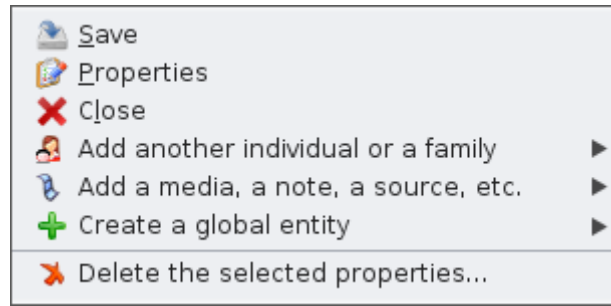 Save
Properties
Close
Add another individual or a family
Add a media, a note, a source, etc.
Create a global entity
Delete the selected properties...